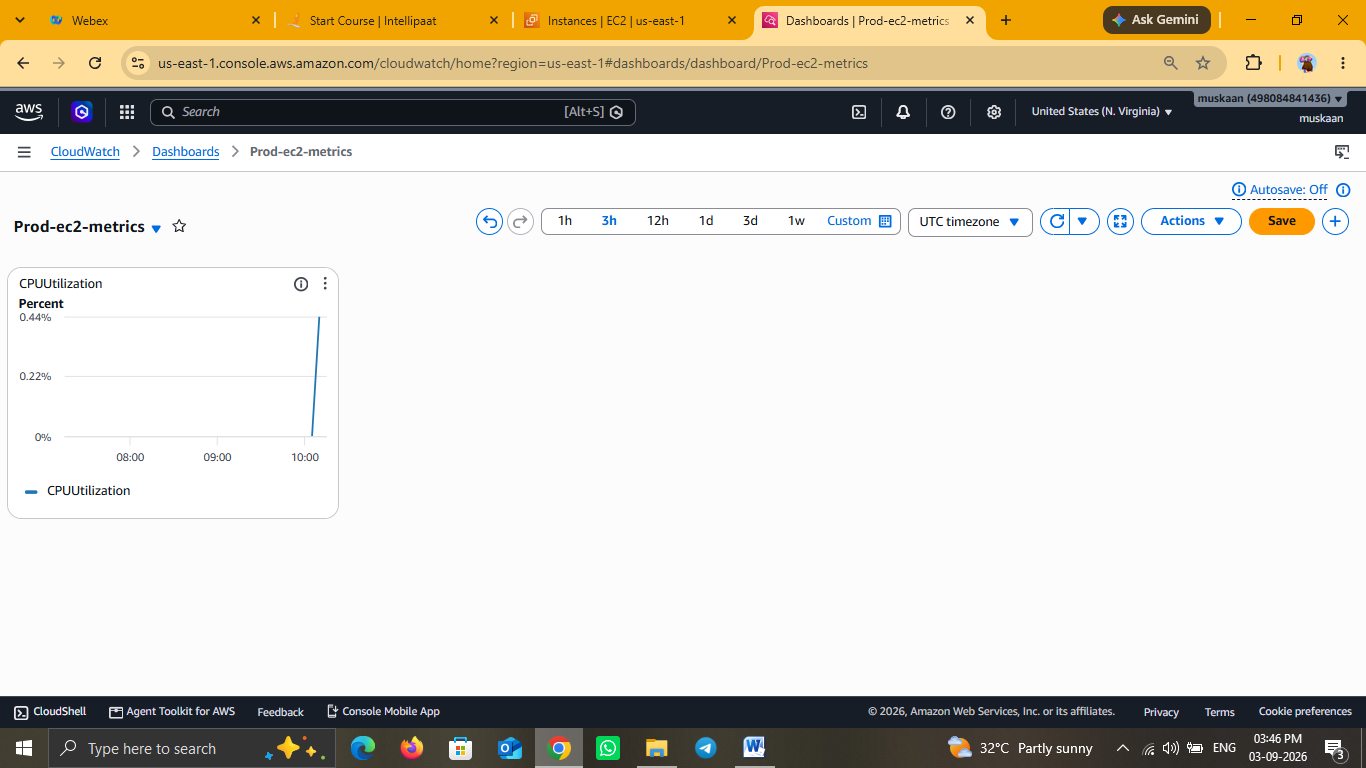 Webex
Start Course | Intellipaat
Instances | EC2 | us-east-1
Dashboards | Prod-ec2-metrics
Ask Gemini
us-east-1.console.aws.amazon.com/cloudwatch/home?region=us-east-1#dashboards/dashboard/Prod-ec2-metrics
aws
Search
[Alt+S]
United States (N. Virginia)
muskaan (498084841436)
muskaan
CloudWatch
Dashboards
Prod-ec2-metrics
Autosave: Off
Prod-ec2-metrics
1h
3h
12h
1d
3d
1w
Custom
UTC timezone
Actions
Save
CPUUtilization
Percent
0.44%
0.22%
0%
08:00
09:00
10:00
CPUUtilization
CloudShell
Agent Toolkit for AWS
Feedback
Console Mobile App
© 2026, Amazon Web Services, Inc. or its affiliates.
Privacy
Terms
Cookie preferences
Type here to search
32°C Partly sunny
ENG
03:46 PM
03-09-2026
3